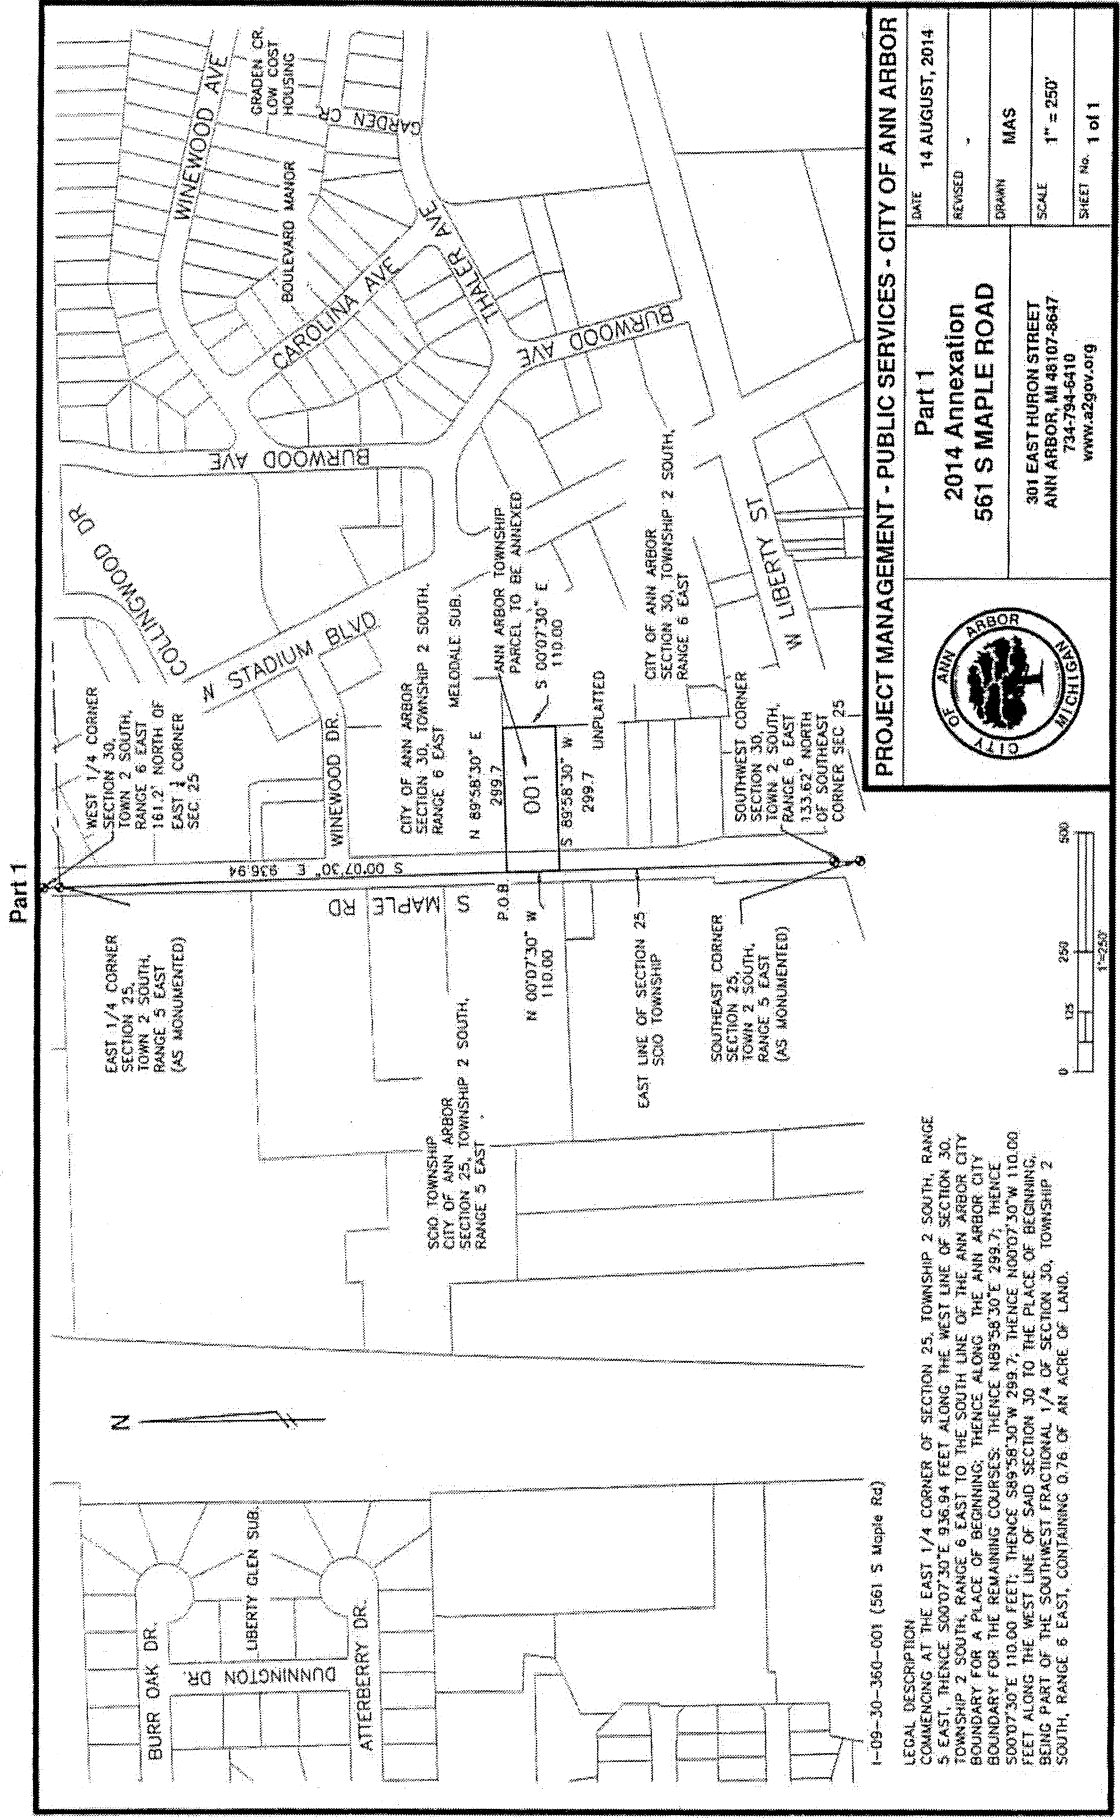 Part 1
BURR OAK DR.
DUNNINGTON DR.
LIBERTY GLEN SUB.
ATTERBERRY DR.
N
EAST 1/4 CORNER
SECTION 25,
TOWN 2 SOUTH,
RANGE 5 EAST
(AS MONUMENTED)
WEST 1/4 CORNER
SECTION 30,
TOWN 2 SOUTH,
RANGE 6 EAST
161.2' NORTH OF
EAST 1/4 CORNER
SEC. 25
COLLINGWOOD DR
WINEWOOD AVE
GRADEN CR.
LOW COST
HOUSING
GARDEN CR
BOULEVARD MANOR
CAROLINA AVE
THALER AVE
BURWOOD AVE
BURWOOD AVE
N STADIUM BLVD.
WINEWOOD DR.
S 00°07'30" E 936.94
S MAPLE RD
SCIO TOWNSHIP
CITY OF ANN ARBOR
SECTION 25, TOWNSHIP 2 SOUTH,
RANGE 5 EAST
CITY OF ANN ARBOR
SECTION 30, TOWNSHIP 2 SOUTH,
RANGE 6 EAST
MELODALE SUB.
N 89°58'30" E
299.7
ANN ARBOR TOWNSHIP
PARCEL TO BE ANNEXED
P.O.B.
001
S 00°07'30" E
110.00
N 00°07'30" W
110.00
S 89°58'30" W
299.7
UNPLATTED
EAST LINE OF SECTION 25
SCIO TOWNSHIP
CITY OF ANN ARBOR
SECTION 30, TOWNSHIP 2 SOUTH,
RANGE 6 EAST
W LIBERTY ST
SOUTHEAST CORNER
SECTION 25,
TOWN 2 SOUTH,
RANGE 5 EAST
(AS MONUMENTED)
SOUTHWEST CORNER
SECTION 30,
TOWN 2 SOUTH,
RANGE 6 EAST
133.62' NORTH
OF SOUTHEAST
CORNER SEC 25
I-09-30-360-001 (561 S Maple Rd)
LEGAL DESCRIPTION
COMMENCING AT THE EAST 1/4 CORNER OF SECTION 25, TOWNSHIP 2 SOUTH, RANGE
5 EAST, THENCE S00°07'30"E 936.94 FEET ALONG THE WEST LINE OF SECTION 30,
TOWNSHIP 2 SOUTH, RANGE 6 EAST TO THE SOUTH LINE OF THE ANN ARBOR CITY
BOUNDARY FOR A PLACE OF BEGINNING; THENCE ALONG THE ANN ARBOR CITY
BOUNDARY FOR THE REMAINING COURSES: THENCE N89°58'30"E 299.7; THENCE
S00°07'30"E 110.00 FEET; THENCE S89°58'30"W 299.7; THENCE N00°07'30"W 110.00
FEET ALONG THE WEST LINE OF SAID SECTION 30 TO THE PLACE OF BEGINNING,
BEING PART OF THE SOUTHWEST FRACTIONAL 1/4 OF SECTION 30, TOWNSHIP 2
SOUTH, RANGE 6 EAST, CONTAINING 0.76 OF AN ACRE OF LAND.
0 125 250 500
1"=250'
PROJECT MANAGEMENT - PUBLIC SERVICES - CITY OF ANN ARBOR
CITY OF ANN ARBOR
MICHIGAN
Part 1
2014 Annexation
561 S MAPLE ROAD
301 EAST HURON STREET
ANN ARBOR, MI 48107-8647
734-794-6410
www.a2gov.org
DATE 14 AUGUST, 2014
REVISED -
DRAWN MAS
SCALE 1" = 250'
SHEET No. 1 of 1